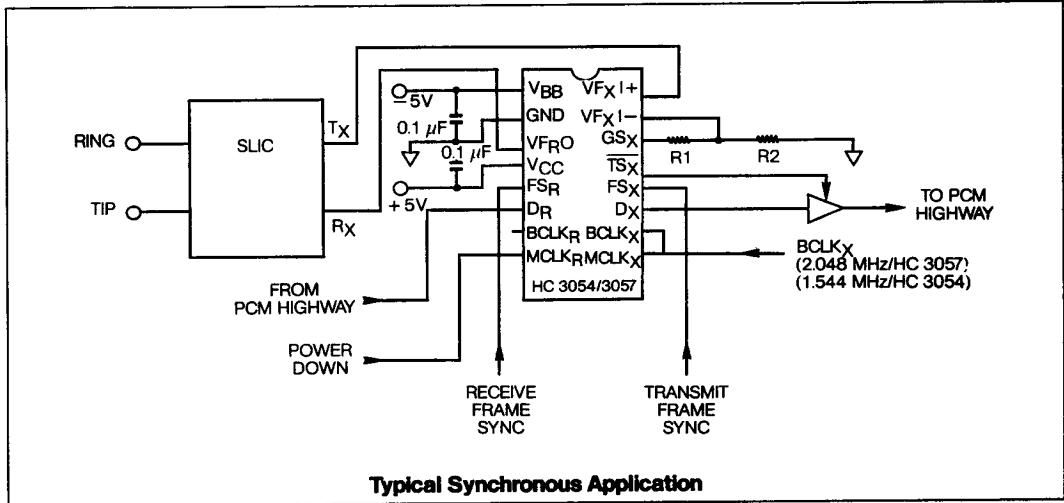 RING
TIP
SLIC
TX
RX
−5V
0.1 µF
0.1 µF
+5V
VBB
GND
VFRO
VCC
FSR
DR
BCLKR
MCLKR
VFXI+
VFXI−
GSX
TSX
FSX
DX
BCLKX
MCLKX
HC 3054/3057
R1
R2
TO PCM
HIGHWAY
BCLKX
(2.048 MHz/HC 3057)
(1.544 MHz/HC 3054)
FROM
PCM HIGHWAY
POWER
DOWN
RECEIVE
FRAME
SYNC
TRANSMIT
FRAME
SYNC
Typical Synchronous Application